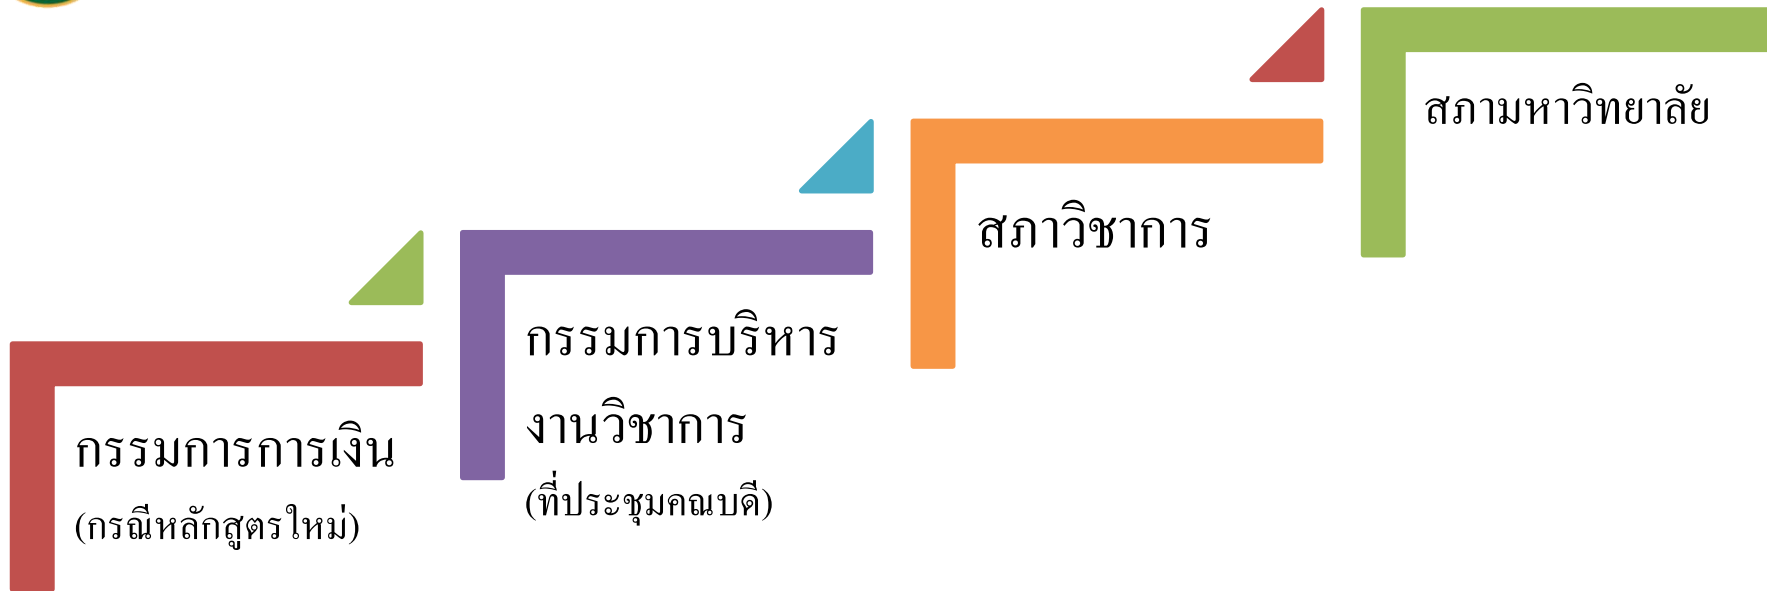 กรรมการการเงิน
(กรณีหลักสูตรใหม่)
กรรมการบริหาร
งานวิชาการ
(ที่ประชุมคณบดี)
สภาวิชาการ
สภามหาวิทยาลัย